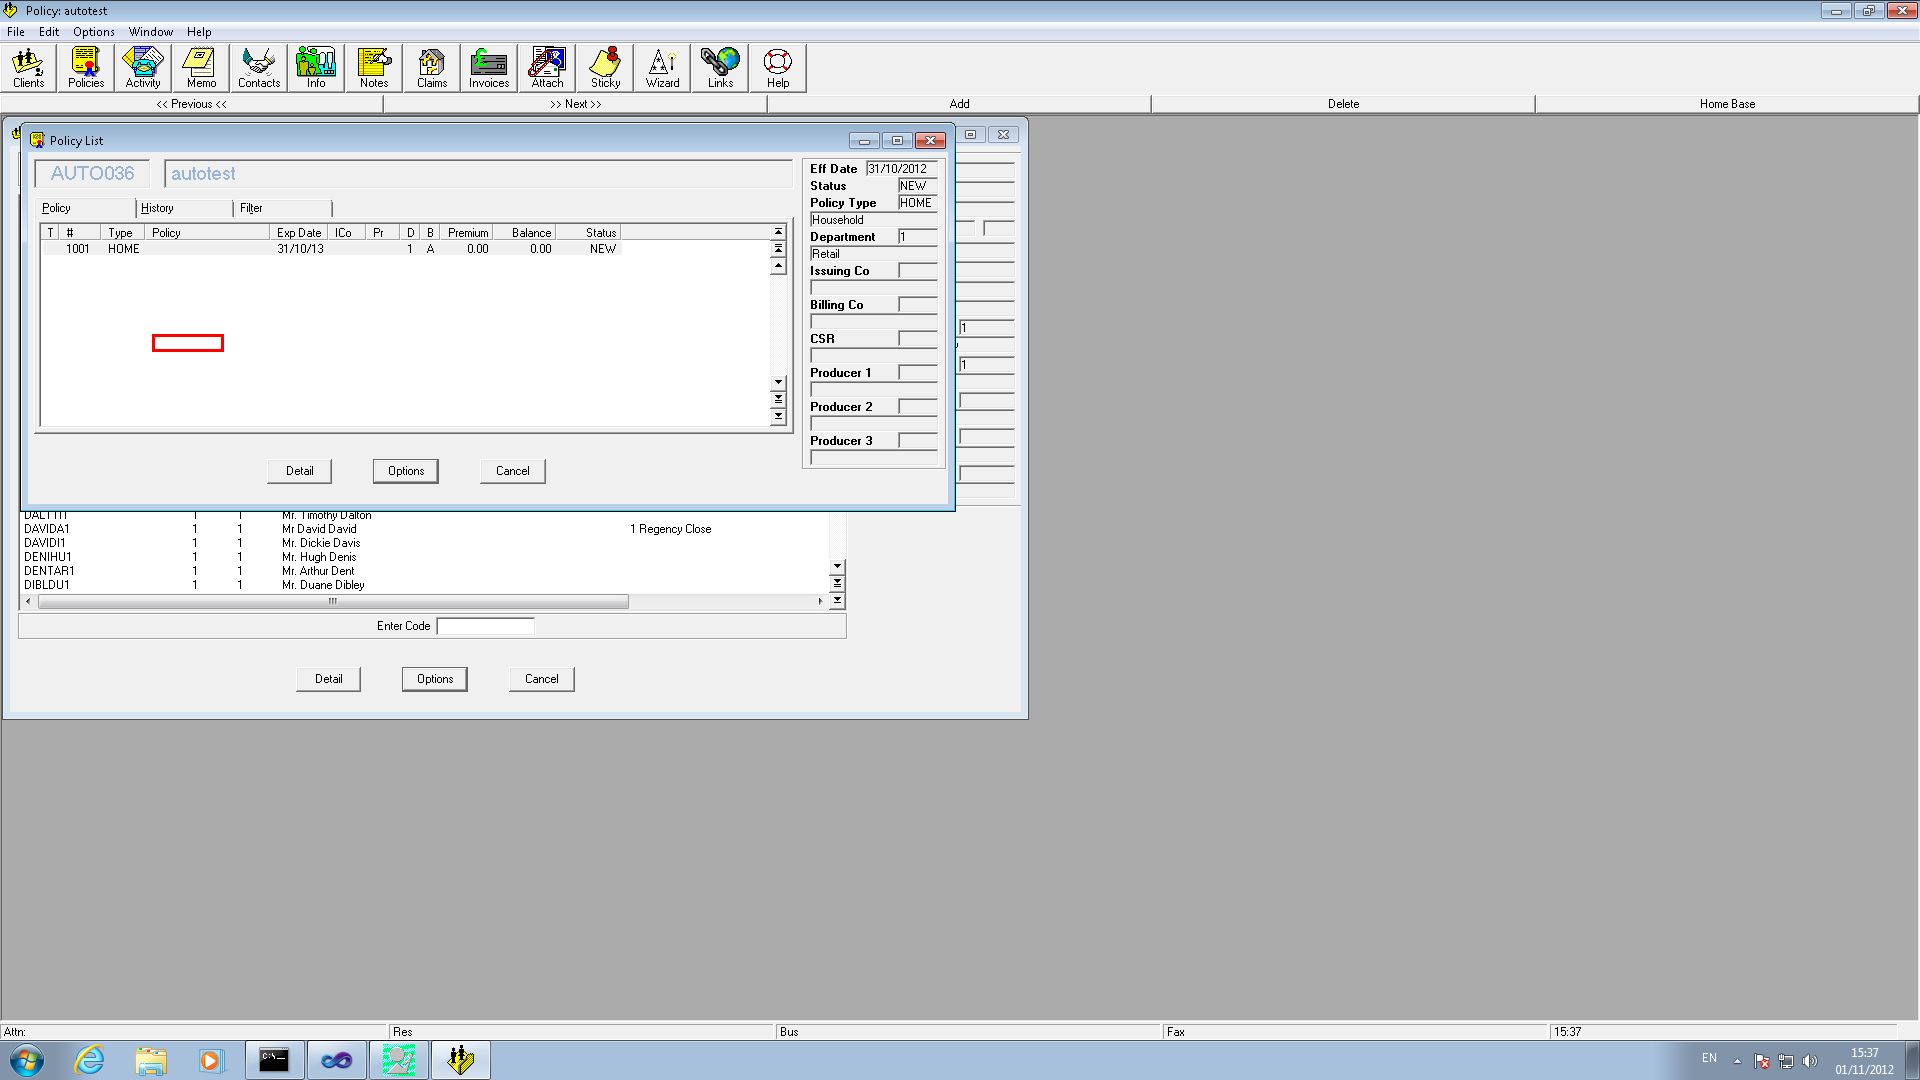 Policy: autotest
File Edit Options Window Help
Clients Policies Activity Memo Contacts Info Notes Claims Invoices Attach Sticky Wizard Links Help
<< Previous << >> Next >> Add Delete Home Base
Policy List
AUTO036 autotest
Policy History Filter
T # Type Policy Exp Date ICo Pr D B Premium Balance Status
1001 HOME 31/10/13 1 A 0.00 0.00 NEW
Eff Date 31/10/2012
Status NEW
Policy Type HOME
Household
Department 1
Retail
Issuing Co
Billing Co
CSR
Producer 1
Producer 2
Producer 3
1
1
Detail Options Cancel
Mr. Timothy Dalton
DAVIDA1 1 1 Mr David David 1 Regency Close
DAVIDI1 1 1 Mr. Dickie Davis
DENIHU1 1 1 Mr. Hugh Denis
DENTAR1 1 1 Mr. Arthur Dent
DIBLDU1 1 1 Mr. Duane Dibley
Enter Code
Detail Options Cancel
Attn: Res Bus Fax 15:37
C:\_
EN 15:37
01/11/2012